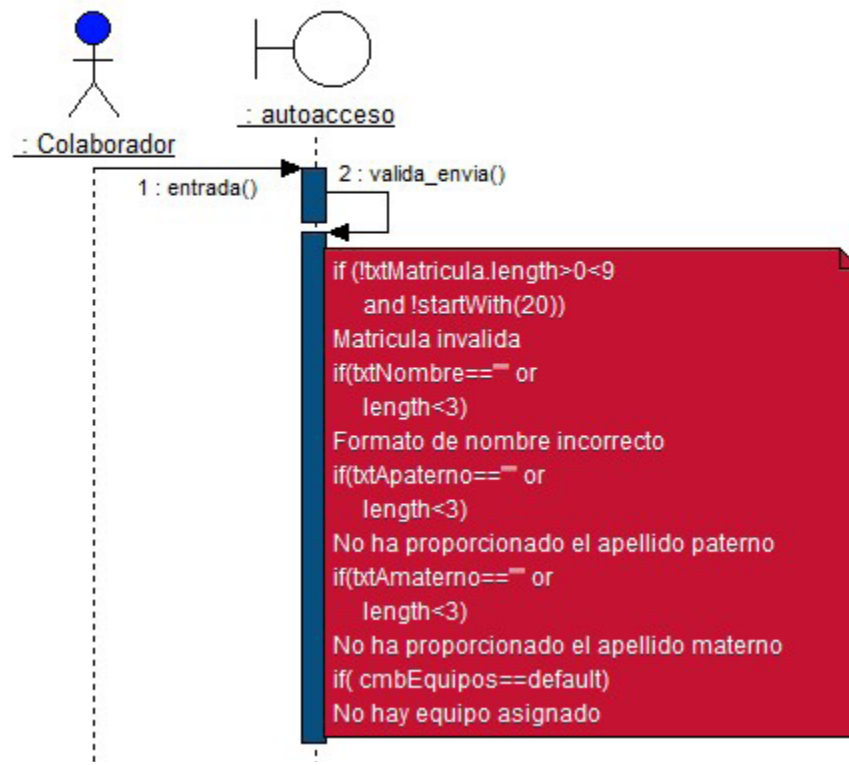 : Colaborador
: autoacceso
1 : entrada()
2 : valida_envia()
if (!txtMatricula.length>0<9
and !startWith(20))
Matricula invalida
if(txtNombre=="" or
length<3)
Formato de nombre incorrecto
if(txtApaterno=="" or
length<3)
No ha proporcionado el apellido paterno
if(txtAmaterno=="" or
length<3)
No ha proporcionado el apellido materno
if( cmbEquipos==default)
No hay equipo asignado